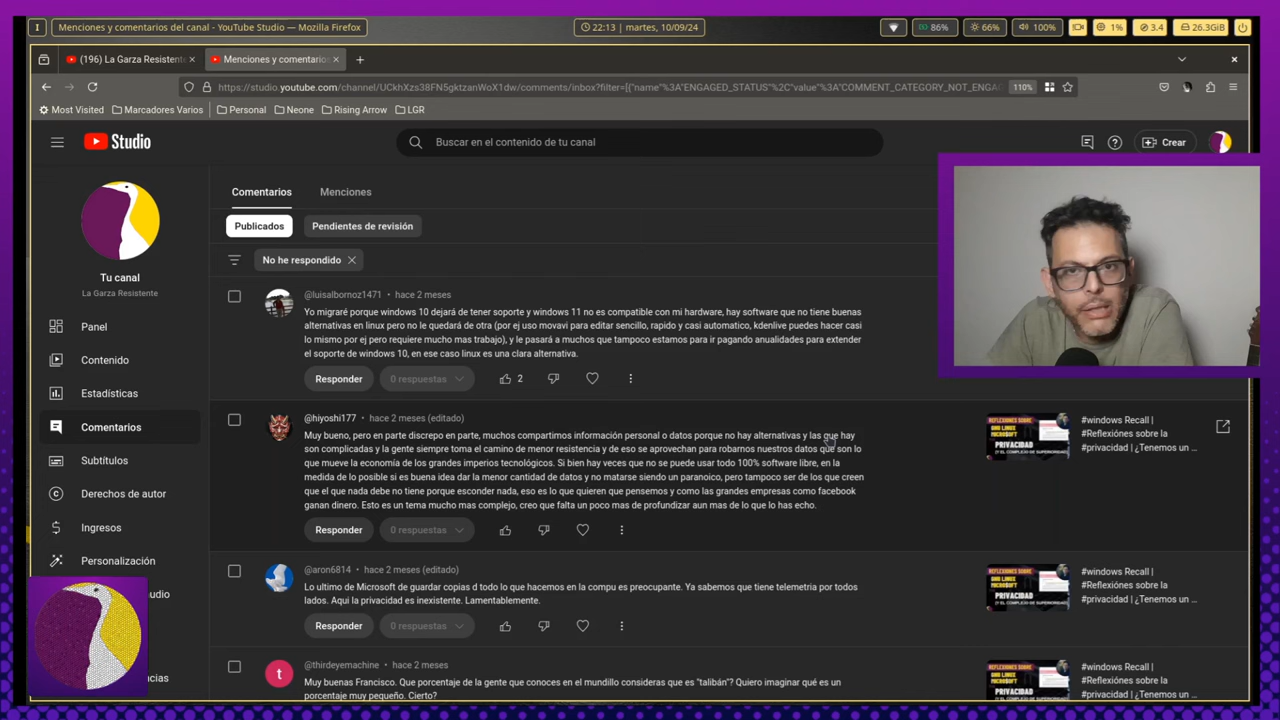 I
Menciones y comentarios del canal - YouTube Studio — Mozilla Firefox
22:13 | martes, 10/09/24
86%
66%
100%
1%
3.4
26.3GiB
(196) La Garza Resistente
Menciones y comentarios
https://studio.youtube.com/channel/UCkhXzs38FN5gktzanWoX1dw/comments/inbox?filter=[{"name"%3A"ENGAGED_STATUS"%2C"value"%3A"COMMENT_CATEGORY_NOT_ENGA
110%
Most Visited
Marcadores Varios
Personal
Neone
Rising Arrow
LGR
Studio
Buscar en el contenido de tu canal
Crear
Tu canal
La Garza Resistente
Panel
Contenido
Estadísticas
Comentarios
Subtítulos
Derechos de autor
Ingresos
Personalización
Comentarios
Menciones
Publicados
Pendientes de revisión
No he respondido
@luisalbornoz1471 • hace 2 meses
Yo migraré porque windows 10 dejará de tener soporte y windows 11 no es compatible con mi hardware, hay software que no tiene buenas
alternativas en linux pero no le quedará de otra (por ej uso movavi para editar sencillo, rapido y casi automatico, kdenlive puedes hacer casi
lo mismo por ej pero requiere mucho mas trabajo), y le pasará a muchos que tampoco estamos para ir pagando anualidades para extender
el soporte de windows 10, en ese caso linux es una clara alternativa.
Responder
0 respuestas
2
@hiyoshi177 • hace 2 meses (editado)
Muy bueno, pero en parte discrepo en parte, muchos compartimos información personal o datos porque no hay alternativas y las que hay
son complicadas y la gente siempre toma el camino de menor resistencia y de eso se aprovechan para robarnos nuestros datos que son lo
que mueve la economía de los grandes imperios tecnológicos. Si bien hay veces que no se puede usar todo 100% software libre, en la
medida de lo posible si es buena idea dar la menor cantidad de datos y no matarse siendo un paranoico, pero tampoco ser de los que creen
que el que nada debe no tiene porque esconder nada, eso es lo que quieren que pensemos y como las grandes empresas como facebook
ganan dinero. Esto es un tema mucho mas complejo, creo que falta un poco mas de profundizar aun mas de lo que lo has echo.
Responder
0 respuestas
REFLEXIONES SOBRE
PRIVACIDAD
#windows Recall |
#Reflexiónes sobre la
#privacidad | ¿Tenemos un ...
@aron6814 • hace 2 meses (editado)
Le ultimo de Microsoft de guardar copias d todo lo que hacemos en la compu es preocupante. Ya sabemos que tiene telemetria por todos
lados. Aqui la privacidad es inexistente. Lamentablemente.
Responder
0 respuestas
REFLEXIONES SOBRE
PRIVACIDAD
#windows Recall |
#Reflexiónes sobre la
#privacidad | ¿Tenemos un ...
@thirdeyemachine • hace 2 meses
Muy buenas Francisco. Que porcentaje de la gente que conoces en el mundillo consideras que es "talibán"? Quiero imaginar qué es un
porcentaje muy pequeño. Cierto?
t
#windows Recall |
#Reflexiónes sobre la
#privacidad | ¿Tenemos un ...